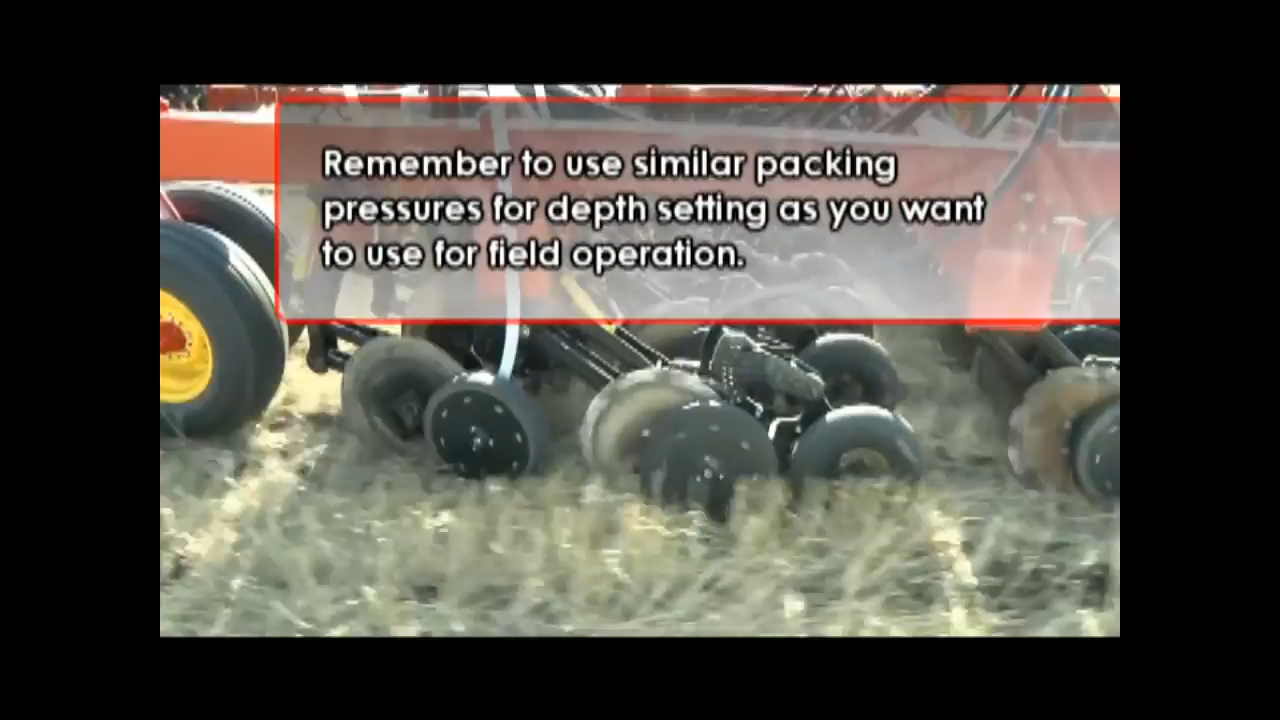 Remember to use similar packing
pressures for depth setting as you want
to use for field operation.